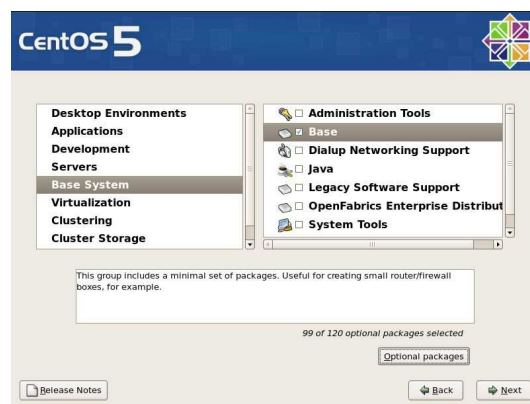 CentOS 5
Desktop Environments
Applications
Development
Servers
Base System
Virtualization
Clustering
Cluster Storage
Administration Tools
Base
Dialup Networking Support
Java
Legacy Software Support
OpenFabrics Enterprise Distribut
System Tools
This group includes a minimal set of packages. Useful for creating small router/firewall
boxes, for example.
99 of 120 optional packages selected
Optional packages
Release Notes
Back
Next